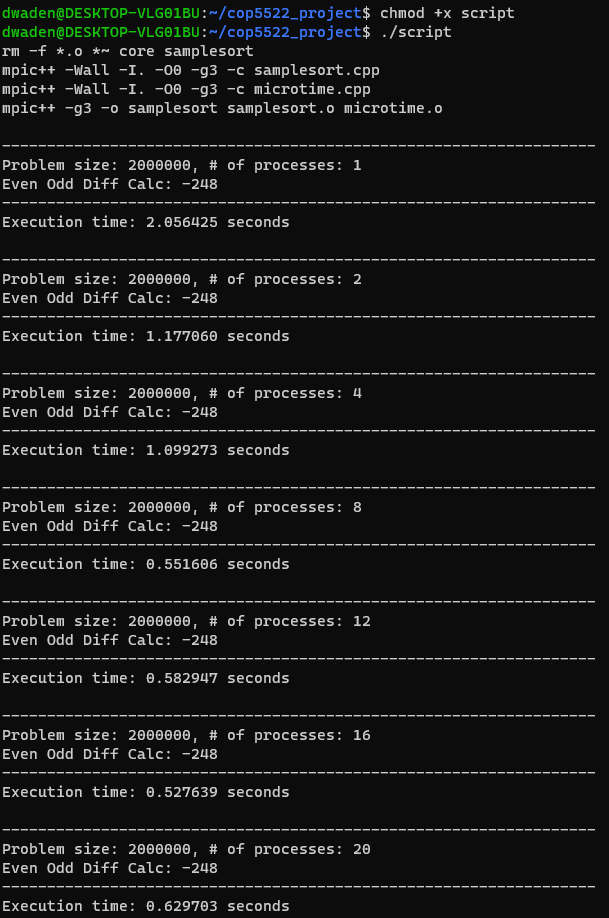 dwaden@DESKTOP-VLG01BU:~/cop5522_project$ chmod +x script
dwaden@DESKTOP-VLG01BU:~/cop5522_project$ ./script
rm -f *.o *~ core samplesort
mpic++ -Wall -I. -O0 -g3 -c samplesort.cpp
mpic++ -Wall -I. -O0 -g3 -c microtime.cpp
mpic++ -g3 -o samplesort samplesort.o microtime.o
------------------------------------------------------------------
Problem size: 2000000, # of processes: 1
Even Odd Diff Calc: -248
------------------------------------------------------------------
Execution time: 2.056425 seconds
------------------------------------------------------------------
Problem size: 2000000, # of processes: 2
Even Odd Diff Calc: -248
------------------------------------------------------------------
Execution time: 1.177060 seconds
------------------------------------------------------------------
Problem size: 2000000, # of processes: 4
Even Odd Diff Calc: -248
------------------------------------------------------------------
Execution time: 1.099273 seconds
------------------------------------------------------------------
Problem size: 2000000, # of processes: 8
Even Odd Diff Calc: -248
------------------------------------------------------------------
Execution time: 0.551606 seconds
------------------------------------------------------------------
Problem size: 2000000, # of processes: 12
Even Odd Diff Calc: -248
------------------------------------------------------------------
Execution time: 0.582947 seconds
------------------------------------------------------------------
Problem size: 2000000, # of processes: 16
Even Odd Diff Calc: -248
------------------------------------------------------------------
Execution time: 0.527639 seconds
------------------------------------------------------------------
Problem size: 2000000, # of processes: 20
Even Odd Diff Calc: -248
------------------------------------------------------------------
Execution time: 0.629703 seconds